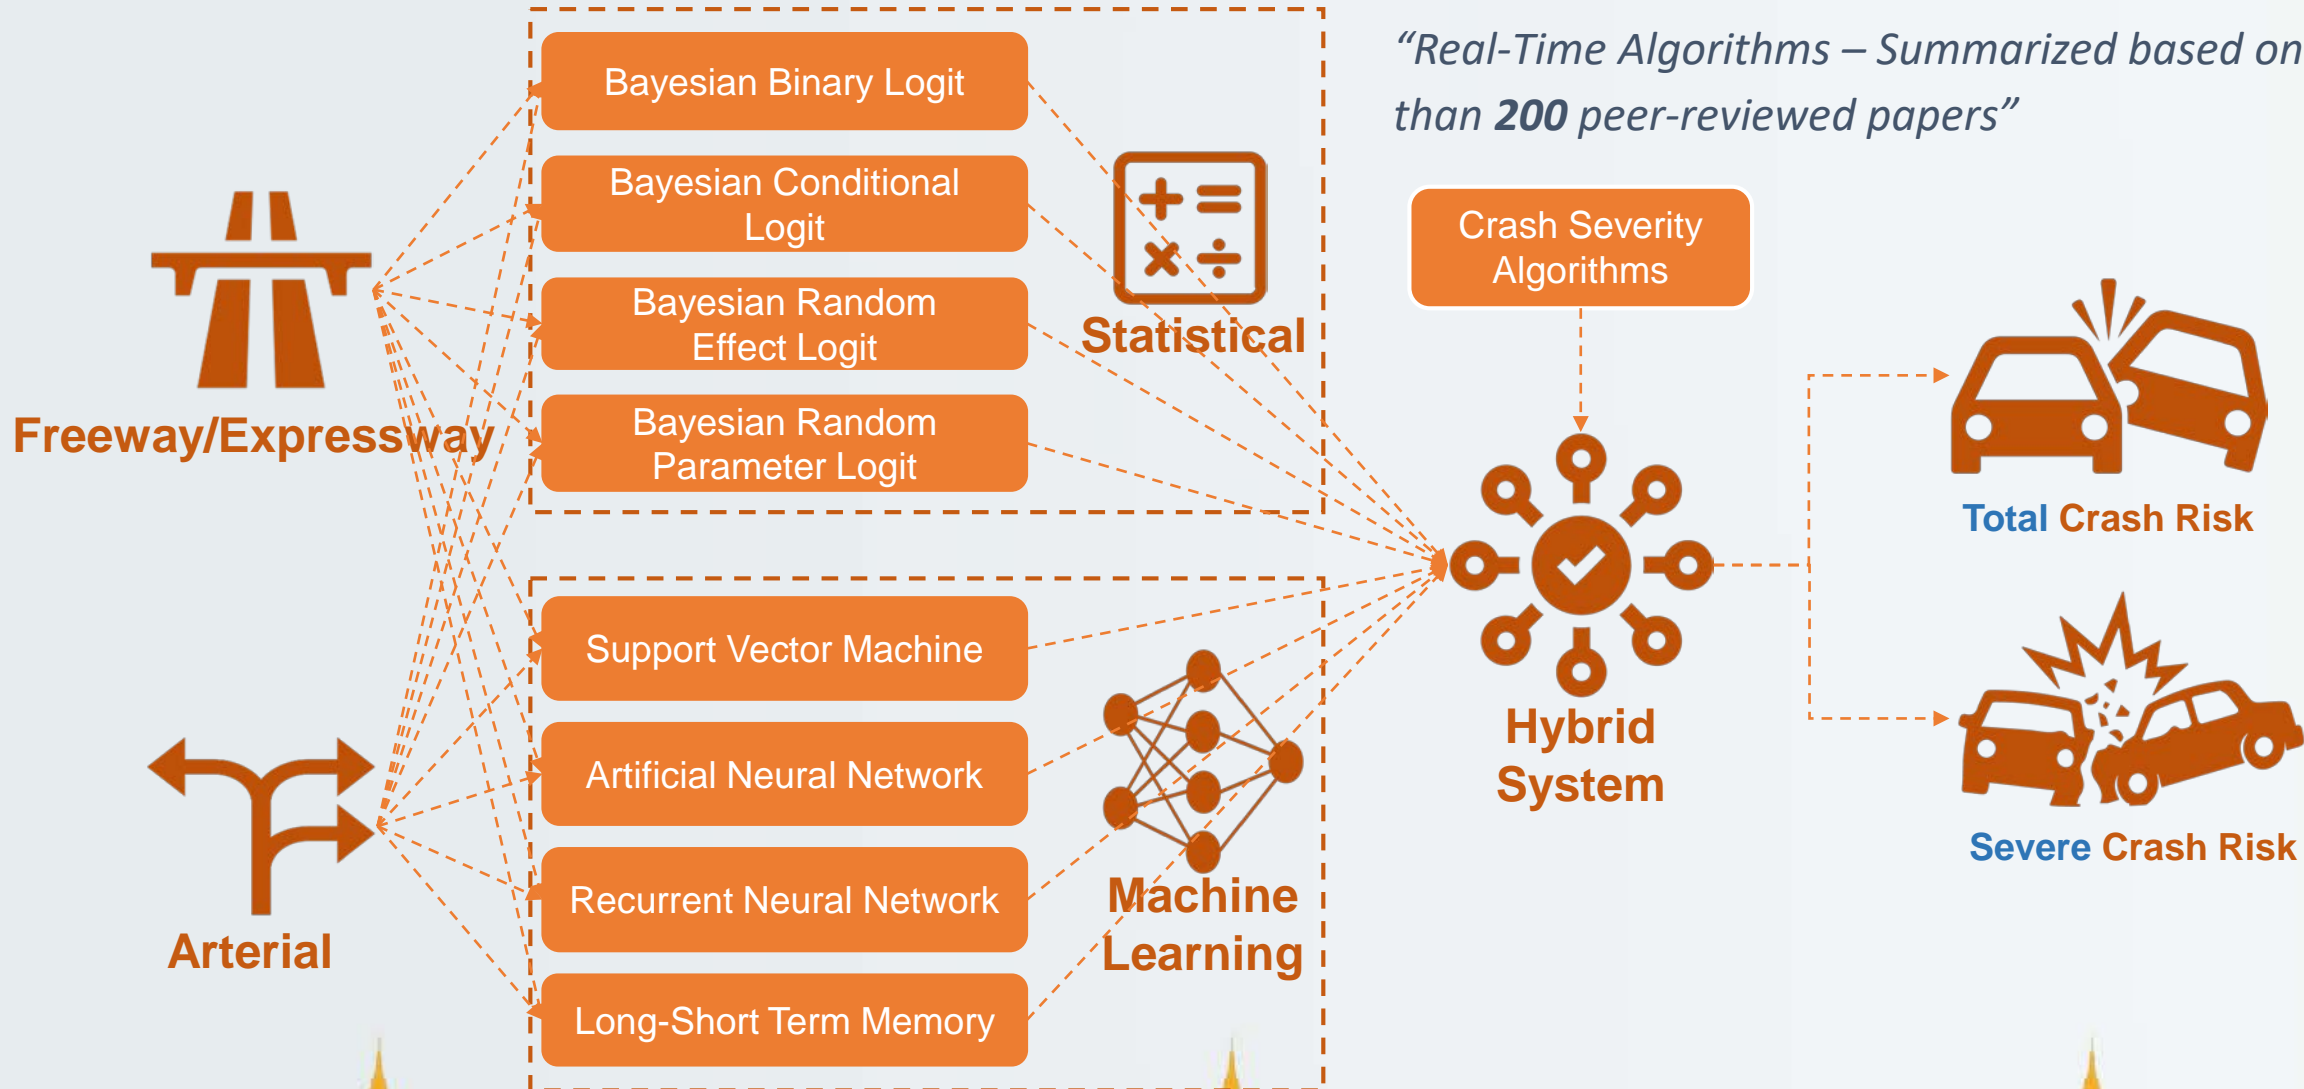 “Real-Time Algorithms – Summarized based on
than 200 peer-reviewed papers”
Bayesian Binary Logit
Bayesian Conditional
Logit
Bayesian Random
Effect Logit
Bayesian Random
Parameter Logit
Statistical
Freeway/Expressway
Crash Severity
Algorithms
Total Crash Risk
Support Vector Machine
Artificial Neural Network
Recurrent Neural Network
Long-Short Term Memory
Machine
Learning
Arterial
Hybrid
System
Severe Crash Risk